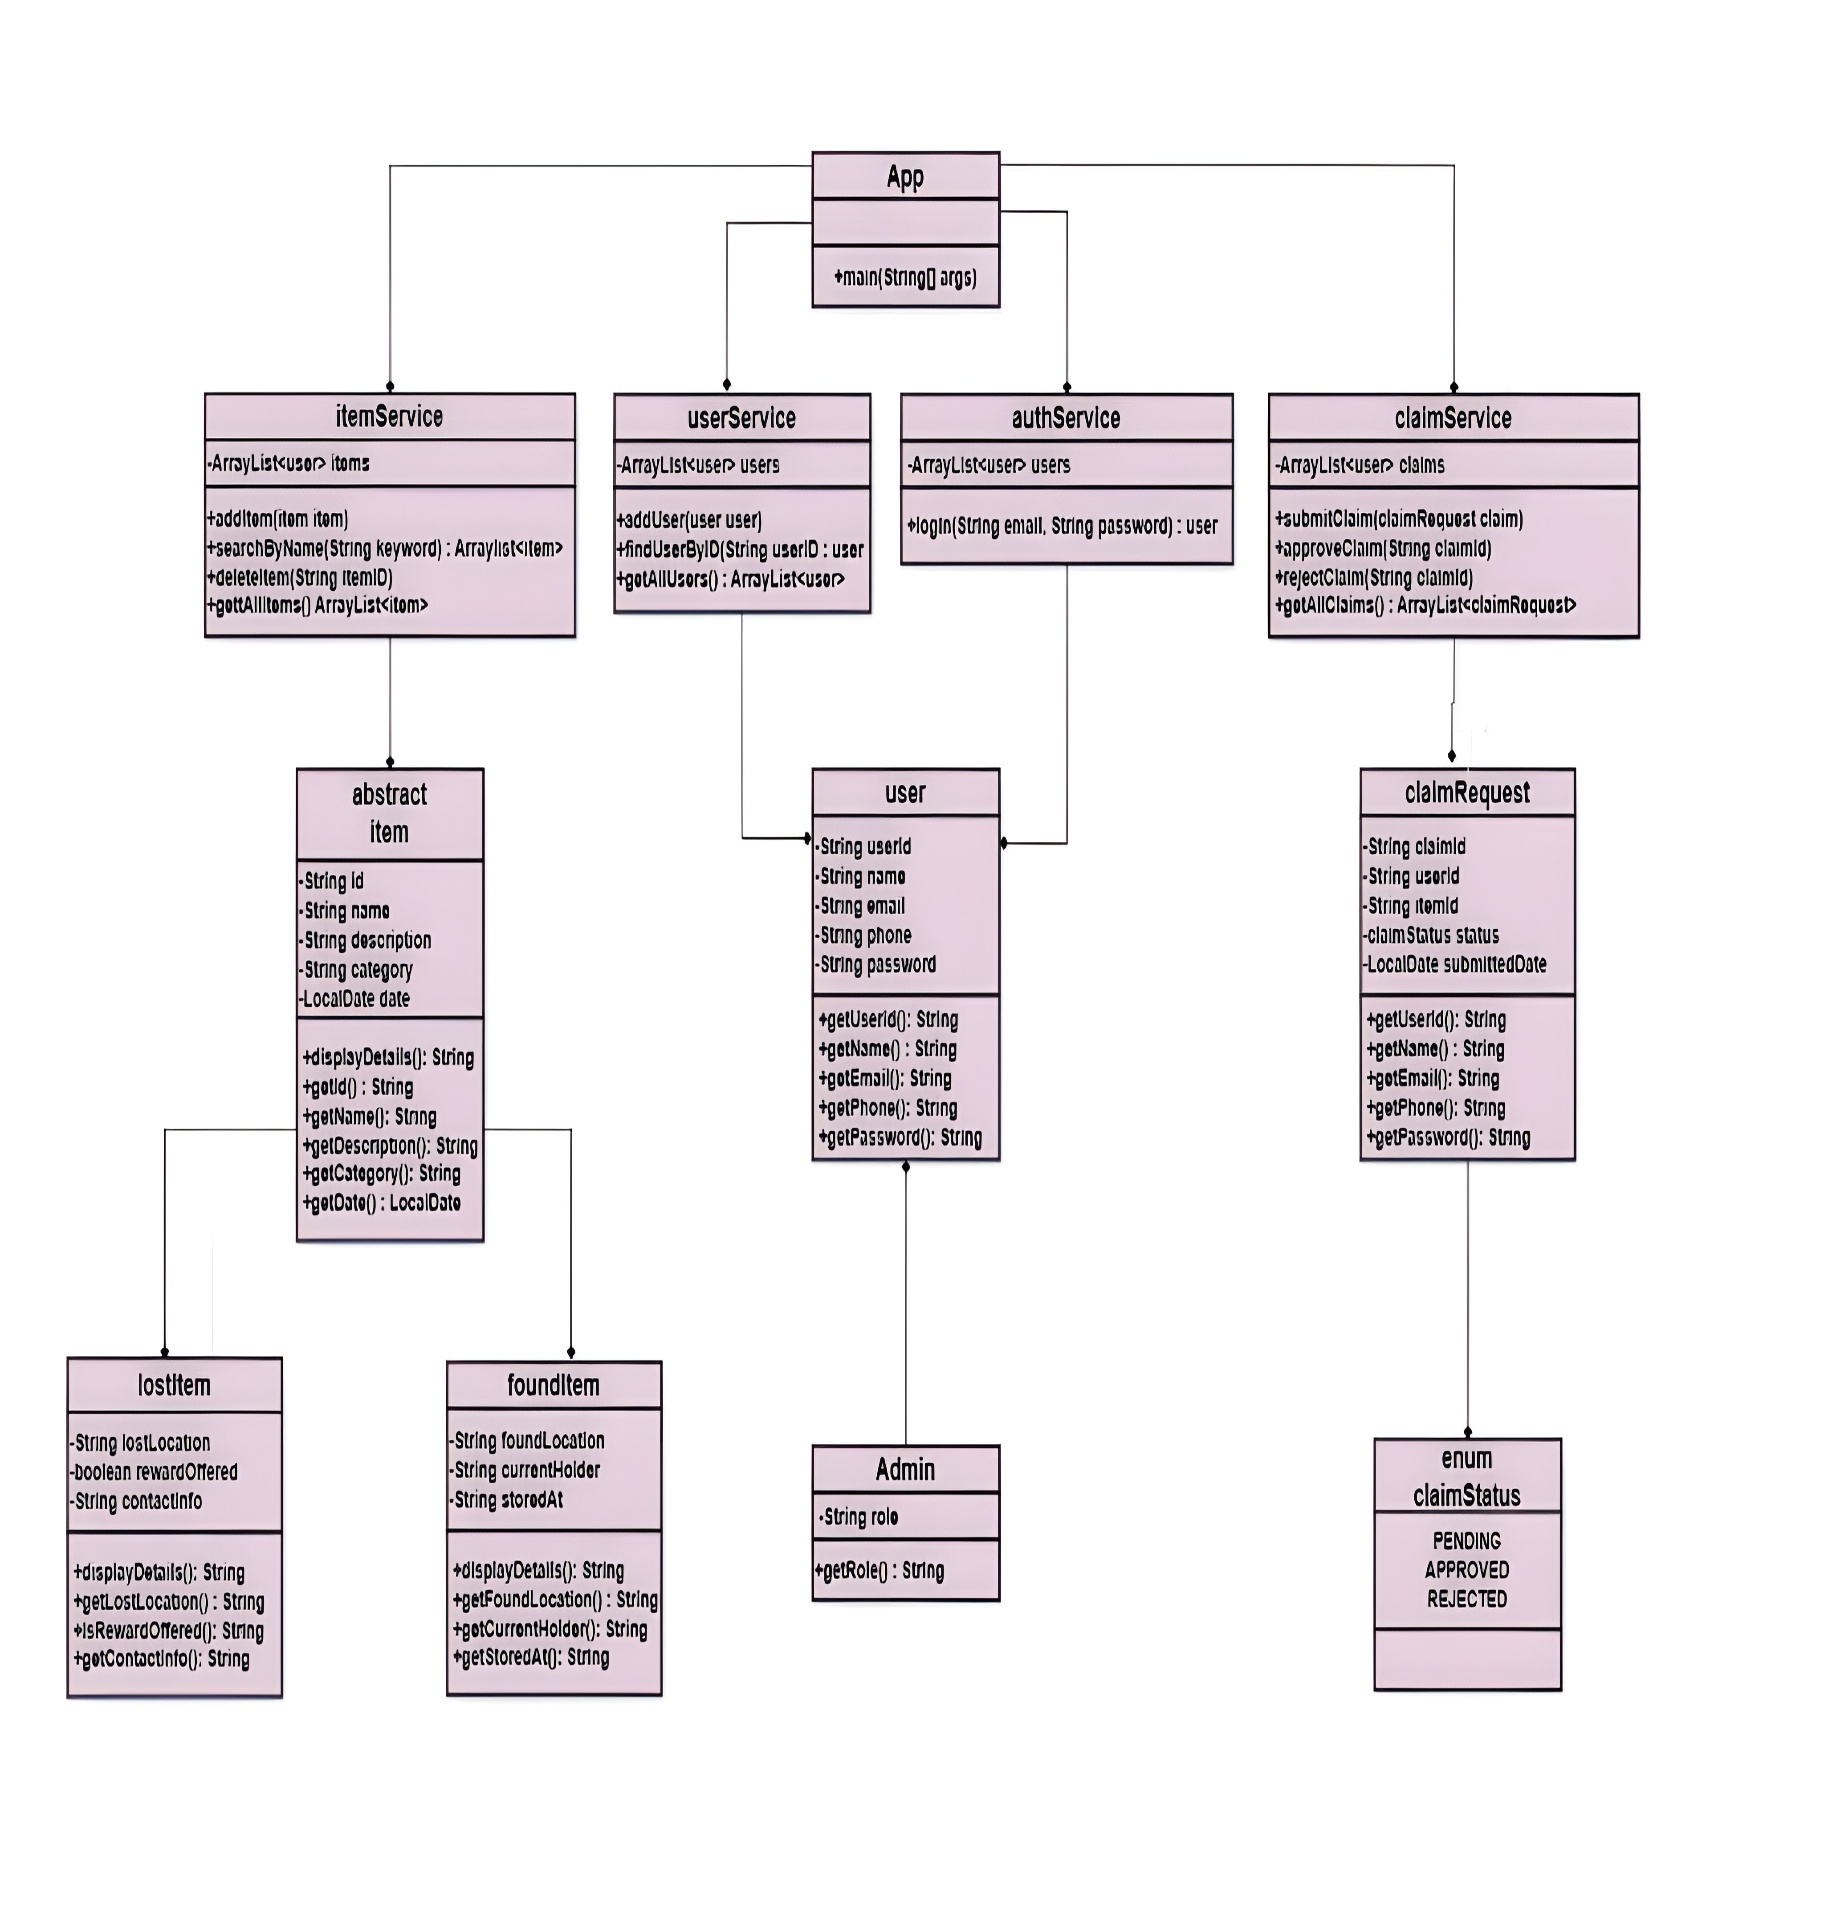 App
+main(String[] args)
itemService
-ArrayList<user> items
+addItem(item item)
+searchByName(String keyword) : Arraylist<item>
+deleteItem(String itemID)
+gettAllItems() ArrayList<item>
userService
-ArrayList<user> users
+addUser(user user)
+findUserByID(String userID : user
+getAllUsers() : ArrayList<user>
authService
-ArrayList<user> users
+login(String email, String password) : user
claimService
-ArrayList<user> claims
+submitClaim(claimRequest claim)
+approveClaim(String claimId)
+rejectClaim(String claimId)
+getAllClaims() : ArrayList<claimRequest>
abstract
item
-String id
-String name
-String description
-String category
-LocalDate date
+displayDetails(): String
+getId() : String
+getName(): String
+getDescription(): String
+getCategory(): String
+getDate() : LocalDate
user
-String userId
-String name
-String email
-String phone
-String password
+getUserId(): String
+getName() : String
+getEmail(): String
+getPhone(): String
+getPassword(): String
claimRequest
-String claimId
-String userId
-String itemId
-claimStatus status
-LocalDate submittedDate
+getUserId(): String
+getName() : String
+getEmail(): String
+getPhone(): String
+getPassword(): String
lostItem
-String lostLocation
-boolean rewardOffered
-String contactInfo
+displayDetails(): String
+getLostLocation() : String
+isRewardOffered(): String
+getContactInfo(): String
foundItem
-String foundLocation
-String currentHolder
-String storedAt
+displayDetails(): String
+getFoundLocation() : String
+getCurrentHolder(): String
+getStoredAt(): String
Admin
-String role
+getRole() : String
enum
claimStatus
PENDING
APPROVED
REJECTED